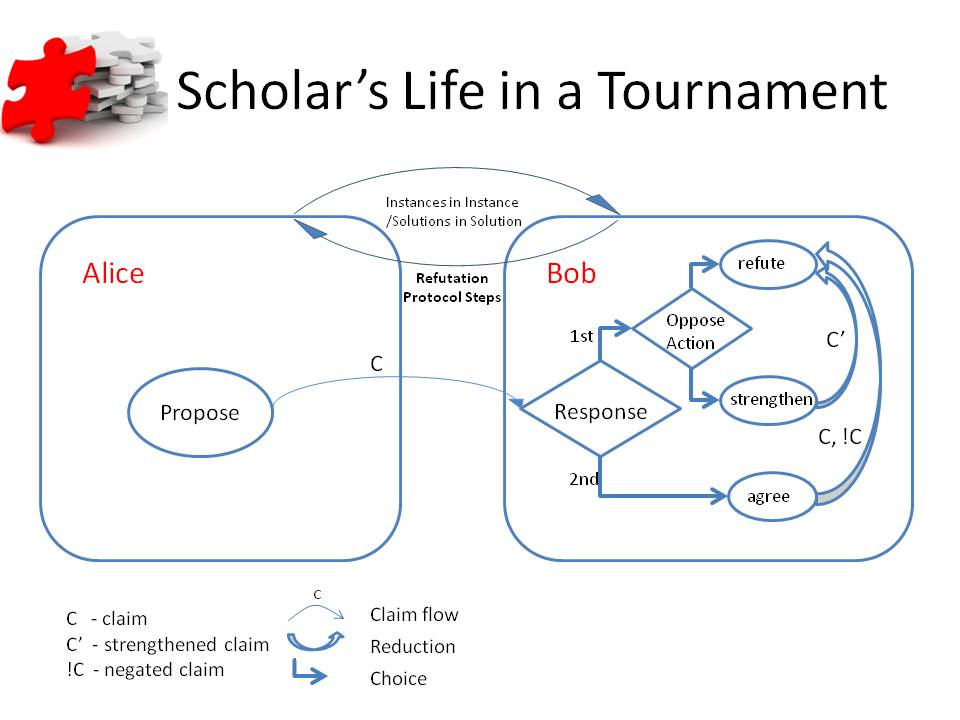 Scholar’s Life in a Tournament
Instances in Instance
/Solutions in Solution
Alice
Refutation
Protocol Steps
Bob
refute
Oppose
Action
1st
C’
C
Propose
Response
strengthen
C, !C
2nd
agree
C - claim
C’ - strengthened claim
!C - negated claim
C
Claim flow
Reduction
Choice